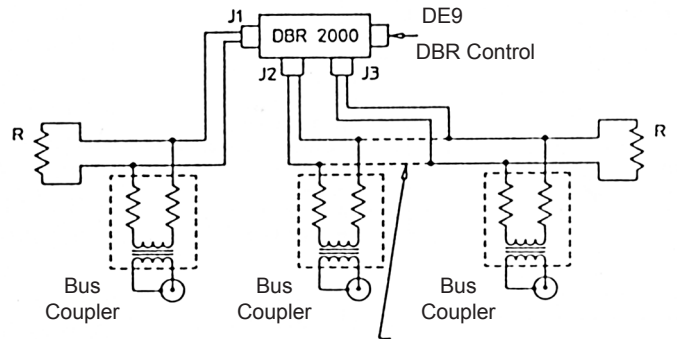 J1
DBR 2000
DE9
DBR Control
J2
J3
R
R
Bus
Coupler
Bus
Coupler
Bus
Coupler